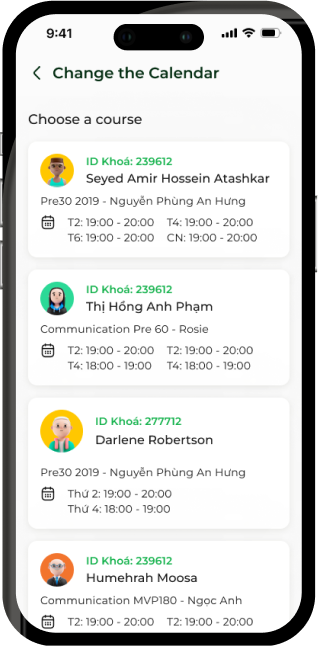 9:41
Change the Calendar
Choose a course
ID Khoá: 239612
Seyed Amir Hossein Atashkar
Pre30 2019 - Nguyễn Phùng An Hưng
T2: 19:00 - 20:00 T4: 19:00 - 20:00
T6: 19:00 - 20:00 CN: 19:00 - 20:00
ID Khoá: 239612
Thị Hồng Anh Phạm
Communication Pre 60 - Rosie
T2: 19:00 - 20:00 T2: 19:00 - 20:00
T4: 18:00 - 19:00 T4: 18:00 - 19:00
ID Khoá: 277712
Darlene Robertson
Pre30 2019 - Nguyễn Phùng An Hưng
Thứ 2: 19:00 - 20:00
Thứ 4: 18:00 - 19:00
ID Khoá: 239612
Humehrah Moosa
Communication MVP180 - Ngọc Anh
T2: 19:00 - 20:00 T2: 19:00 - 20:00